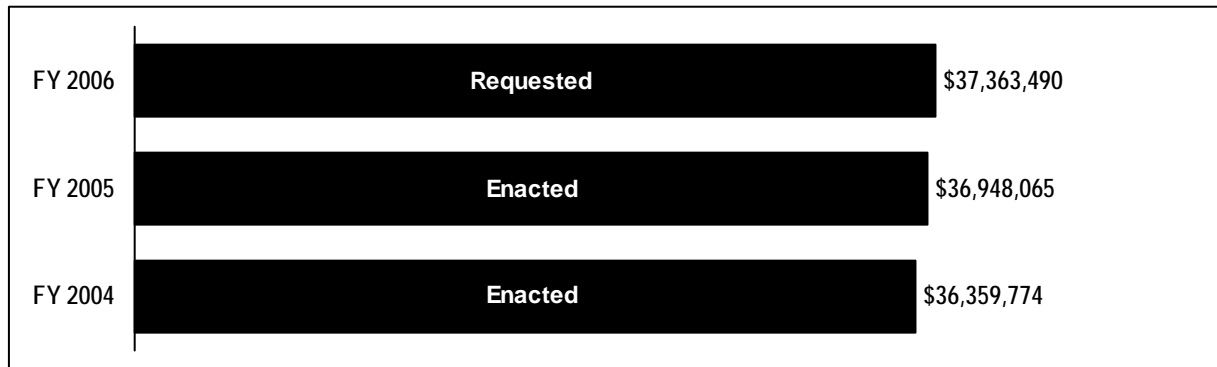 FY 2006 Requested $37,363,490
FY 2005 Enacted $36,948,065
FY 2004 Enacted $36,359,774